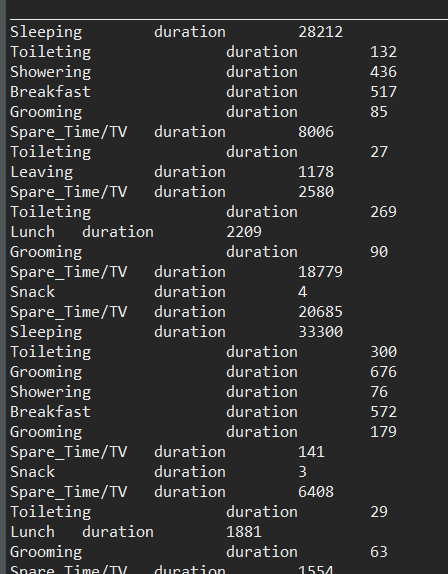 Sleeping duration 28212
Toileting duration 132
Showering duration 436
Breakfast duration 517
Grooming duration 85
Spare_Time/TV duration 8006
Toileting duration 27
Leaving duration 1178
Spare_Time/TV duration 2580
Toileting duration 269
Lunch duration 2209
Grooming duration 90
Spare_Time/TV duration 18779
Snack duration 4
Spare_Time/TV duration 20685
Sleeping duration 33300
Toileting duration 300
Grooming duration 676
Showering duration 76
Breakfast duration 572
Grooming duration 179
Spare_Time/TV duration 141
Snack duration 3
Spare_Time/TV duration 6408
Toileting duration 29
Lunch duration 1881
Grooming duration 63
Spare_Time/TV duration 1554